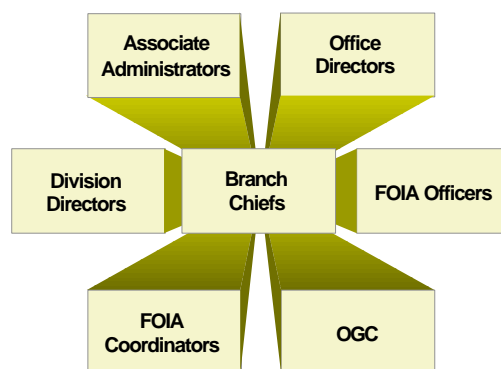 Associate
Administrators
Office
Directors
Division
Directors
Branch
Chiefs
FOIA Officers
FOIA
Coordinators
OGC